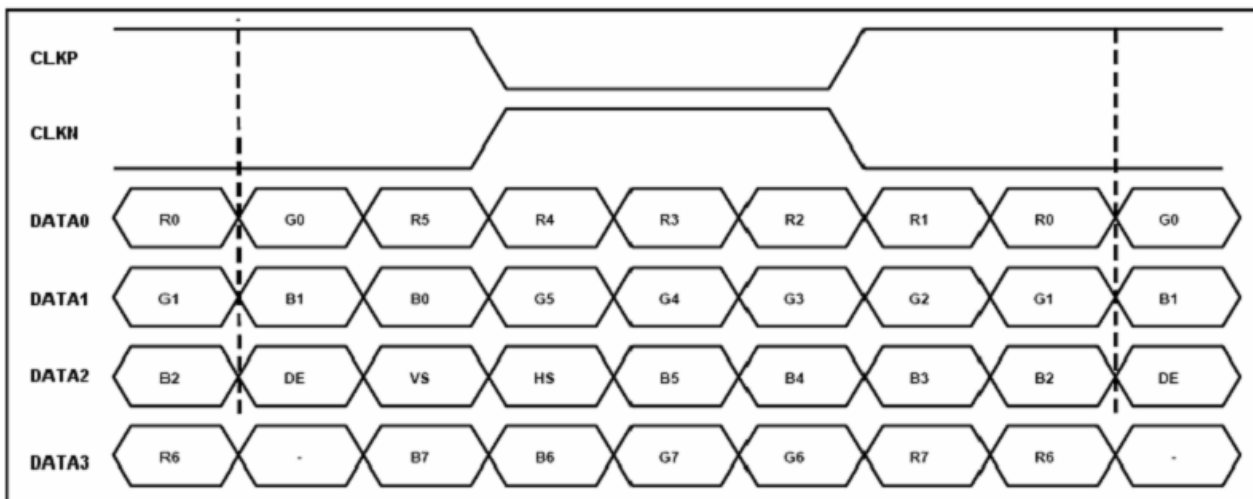 CLKP
CLKN
DATA0 R0 G0 R5 R4 R3 R2 R1 R0 G0
DATA1 G1 B1 B0 G5 G4 G3 G2 G1 B1
DATA2 B2 DE VS HS B5 B4 B3 B2 DE
DATA3 R6 - B7 B6 G7 G6 R7 R6 -